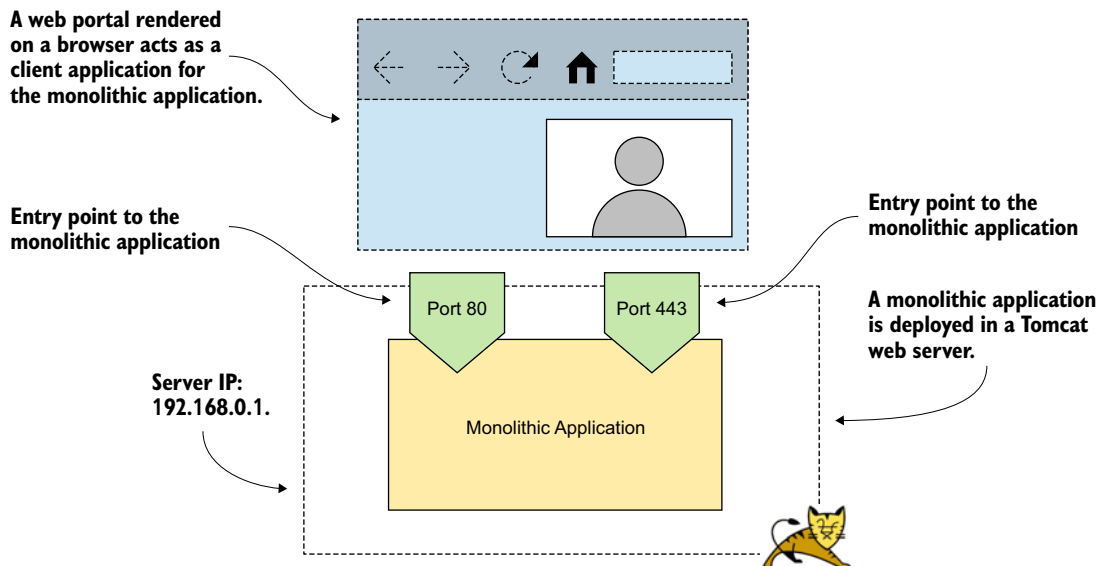 A web portal rendered
on a browser acts as a
client application for
the monolithic application.
Entry point to the
monolithic application
Entry point to the
monolithic application
Port 80
Port 443
A monolithic application
is deployed in a Tomcat
web server.
Server IP:
192.168.0.1.
Monolithic Application